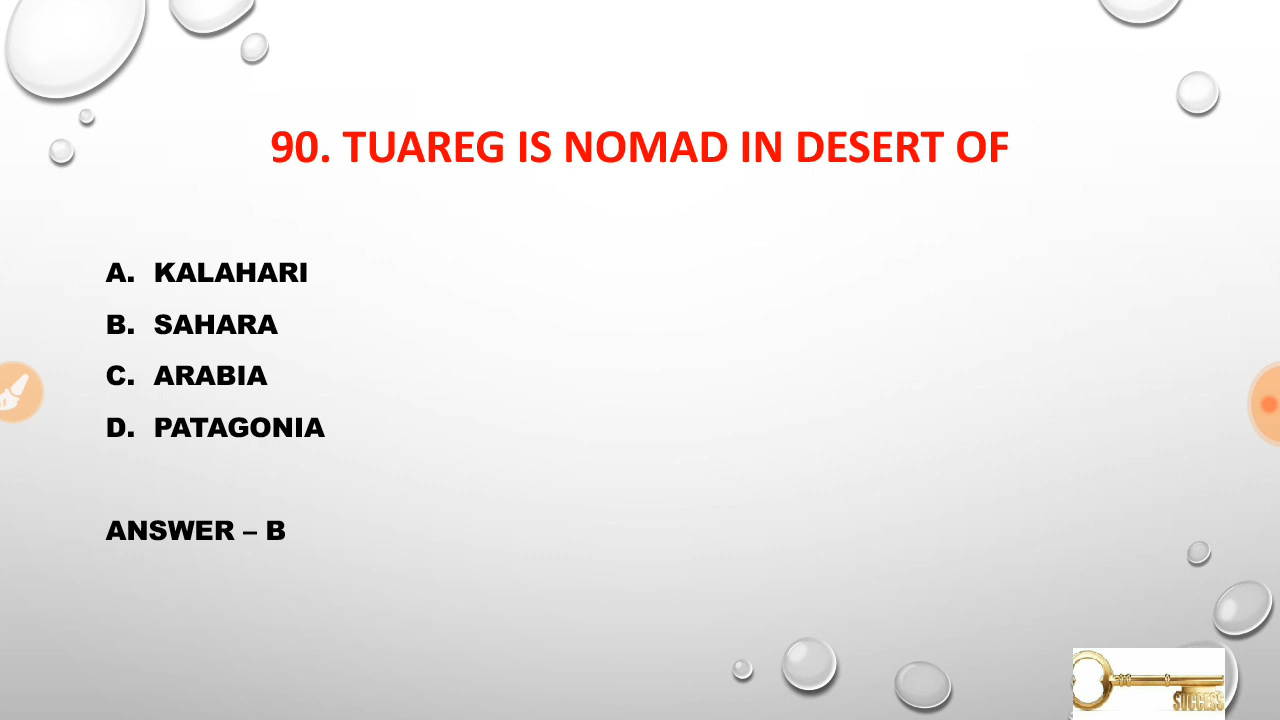 90. TUAREG IS NOMAD IN DESERT OF
A. KALAHARI
B. SAHARA
C. ARABIA
D. PATAGONIA
ANSWER – B
SUCCESS